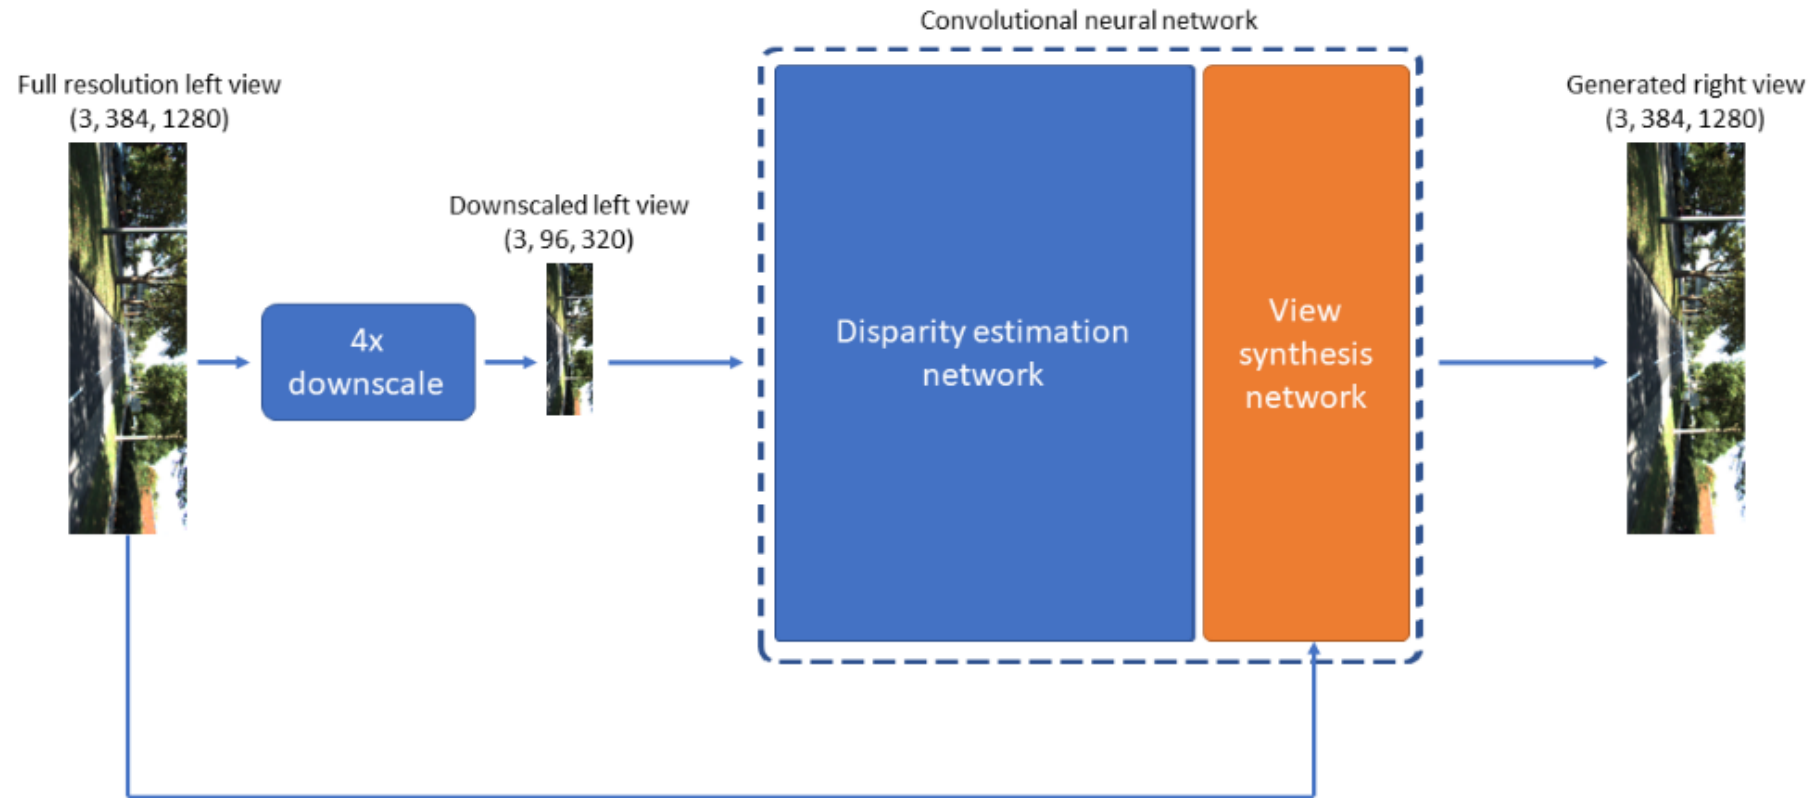 Convolutional neural network
Full resolution left view
(3, 384, 1280)
Downscaled left view
(3, 96, 320)
4x
downscale
Disparity estimation
network
View
synthesis
network
Generated right view
(3, 384, 1280)